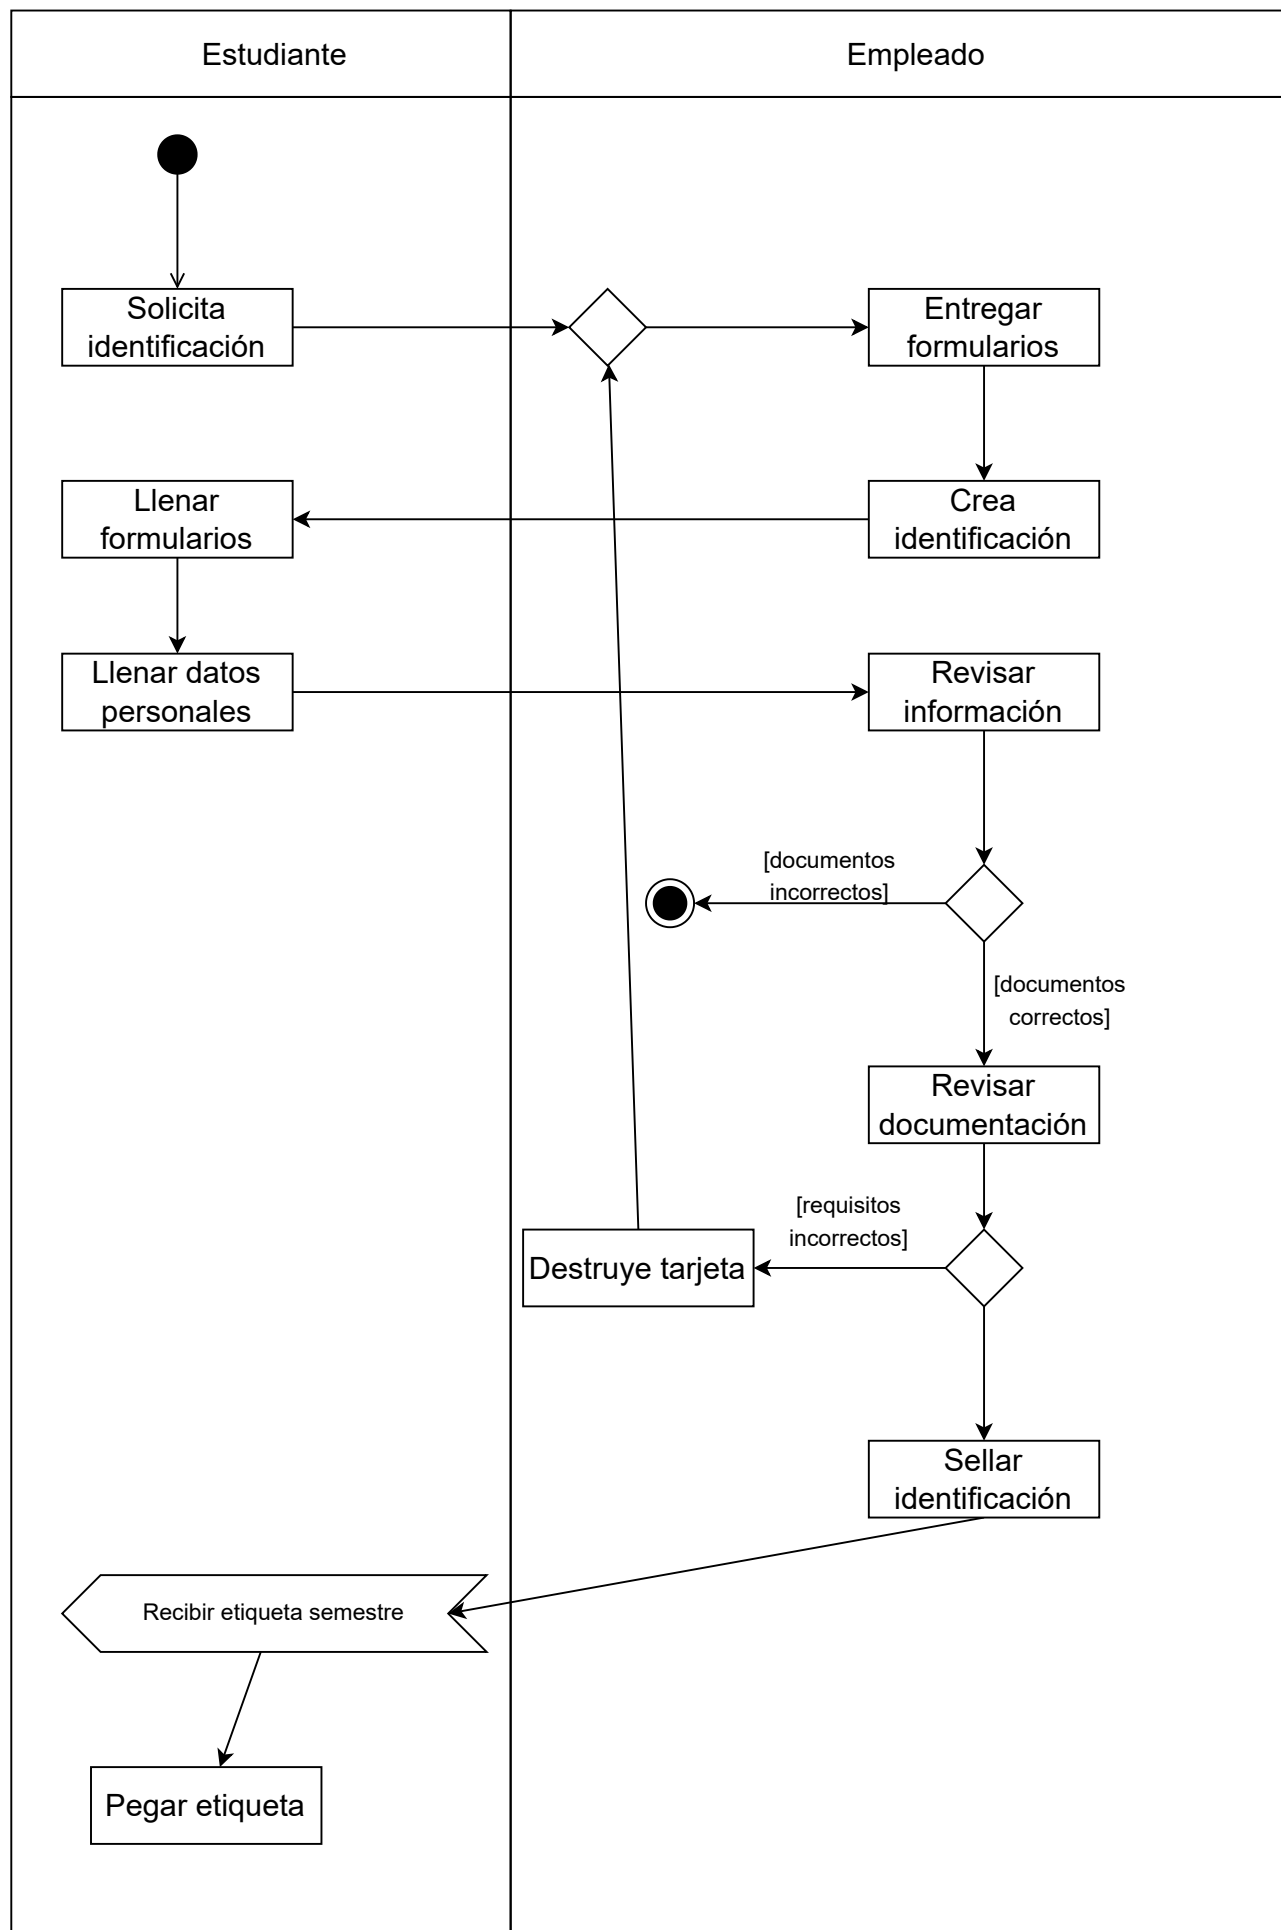 Estudiante
Empleado
Solicita
identificación
Entregar
formularios
Llenar
formularios
Crea
identificación
Llenar datos
personales
Revisar
información
[documentos
incorrectos]
[documentos
correctos]
Revisar
documentación
[requisitos
incorrectos]
Destruye tarjeta
Sellar
identificación
Recibir etiqueta semestre
Pegar etiqueta